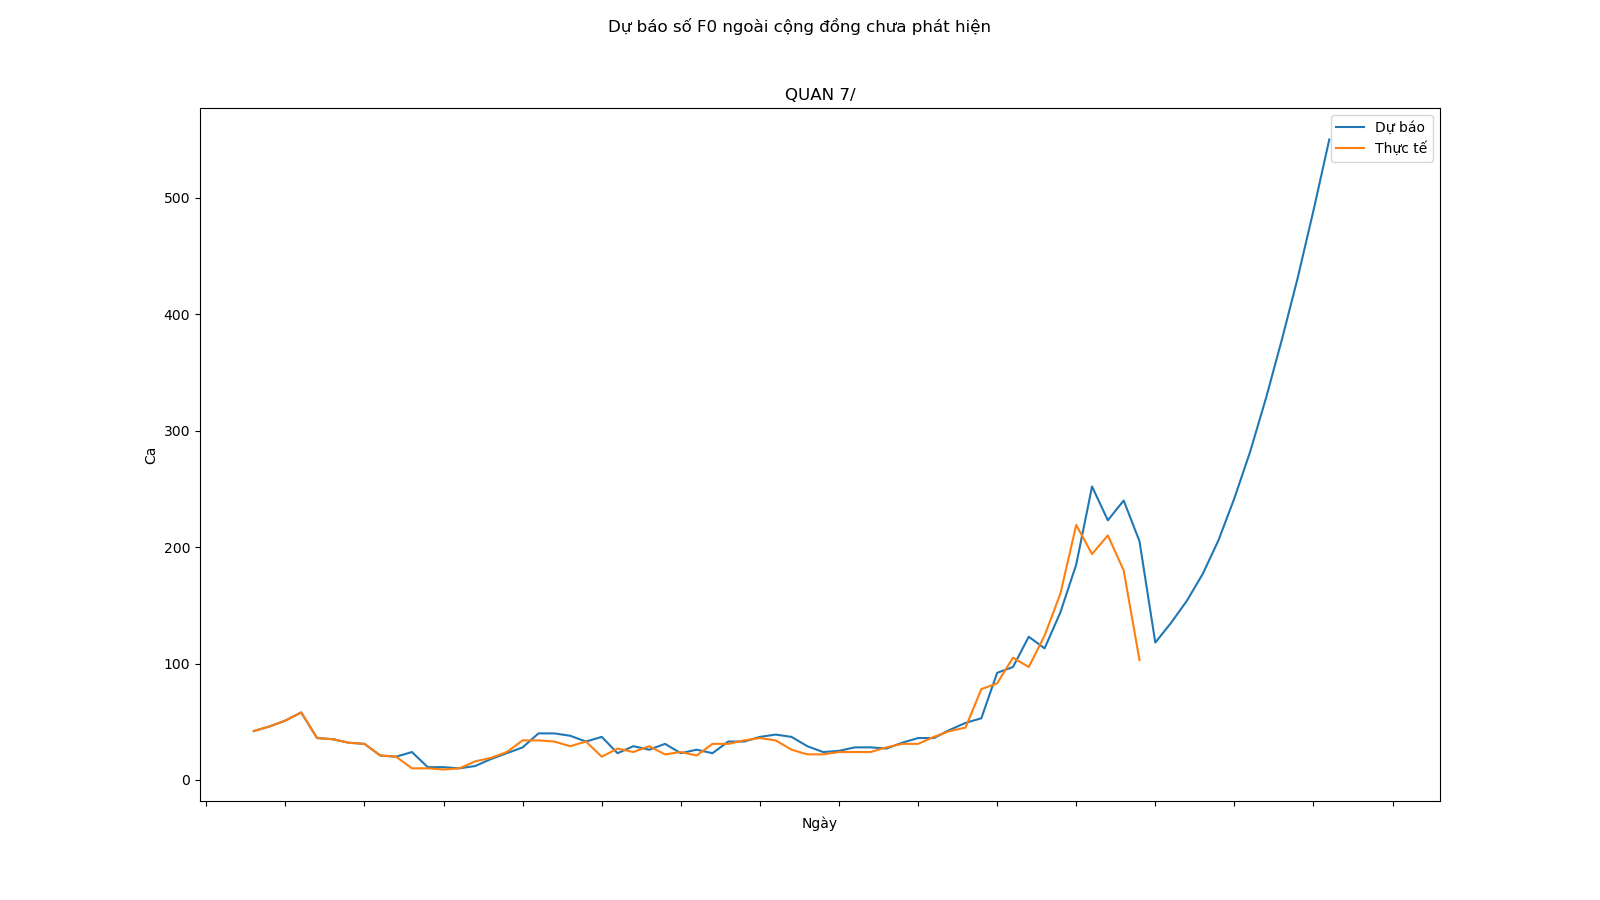 Dự báo số F0 ngoài cộng đồng chưa phát hiện
QUAN 7/
Dự báo
Thực tế
500
400
300
200
100
0
Ca
Ngày